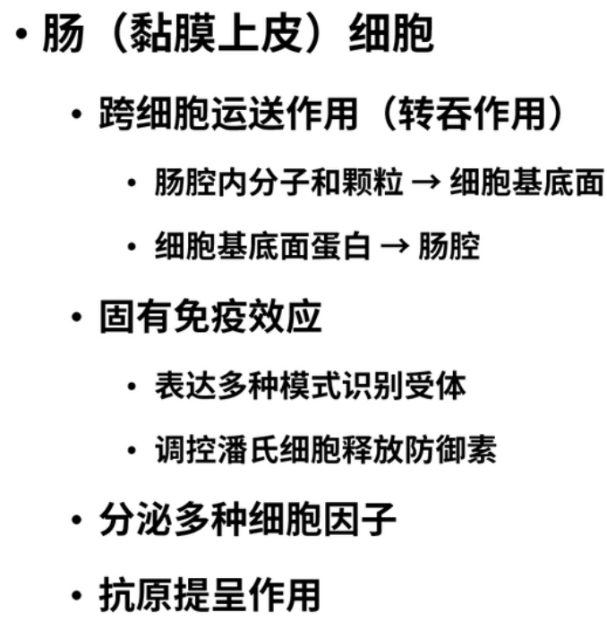 • 肠（黏膜上皮）细胞
• 跨细胞运送作用（转吞作用）
• 肠腔内分子和颗粒 → 细胞基底面
• 细胞基底面蛋白 → 肠腔
• 固有免疫效应
• 表达多种模式识别受体
• 调控潘氏细胞释放防御素
• 分泌多种细胞因子
• 抗原提呈作用